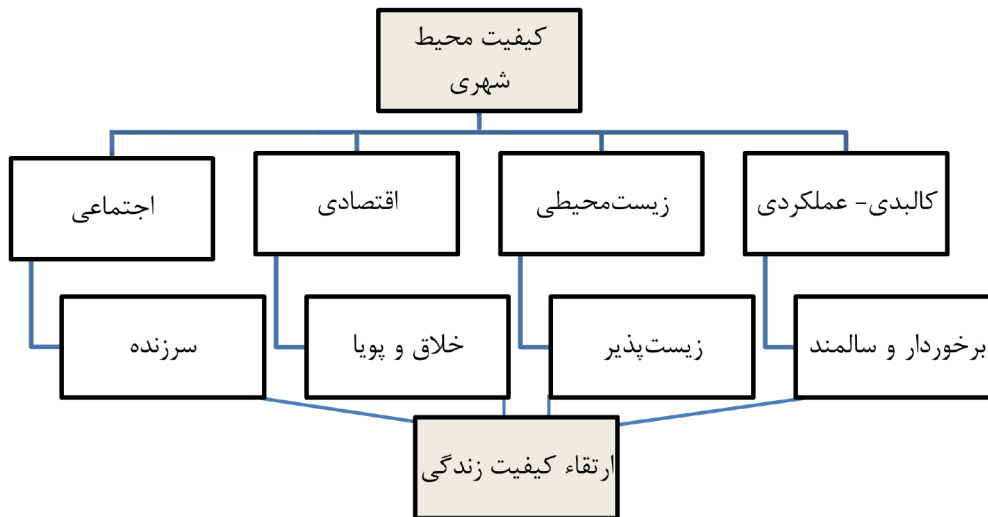 کیفیت محیط
شهری
کالبدی- عملکردی
زیست‌محیطی
اقتصادی
اجتماعی
برخوردار و سالمند
زیست‌پذیر
خلاق و پویا
سرزنده
ارتقاء کیفیت زندگی